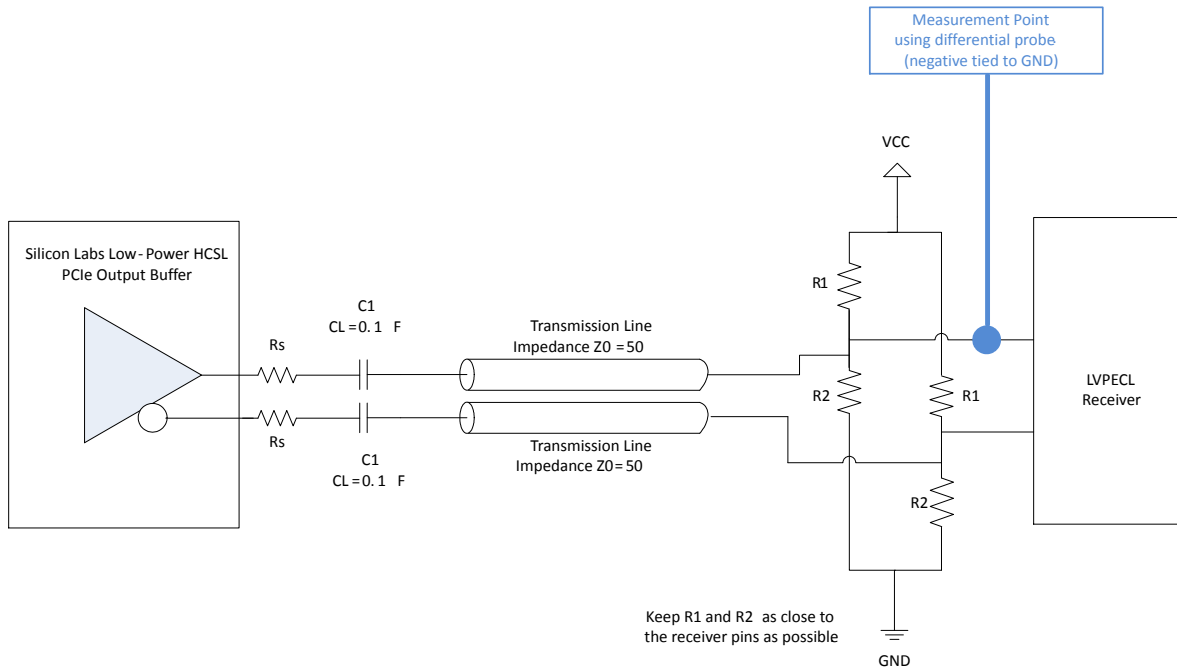 Measurement Point
using differential probe
(negative tied to GND)
VCC
Silicon Labs Low-Power HCSL
PCIe Output Buffer
R1
C1
CL=0.1 F
Transmission Line
Impedance Z0=50
Rs
R2
R1
LVPECL
Receiver
Rs
C1
CL=0.1 F
Transmission Line
Impedance Z0=50
R2
Keep R1 and R2 as close to
the receiver pins as possible
GND